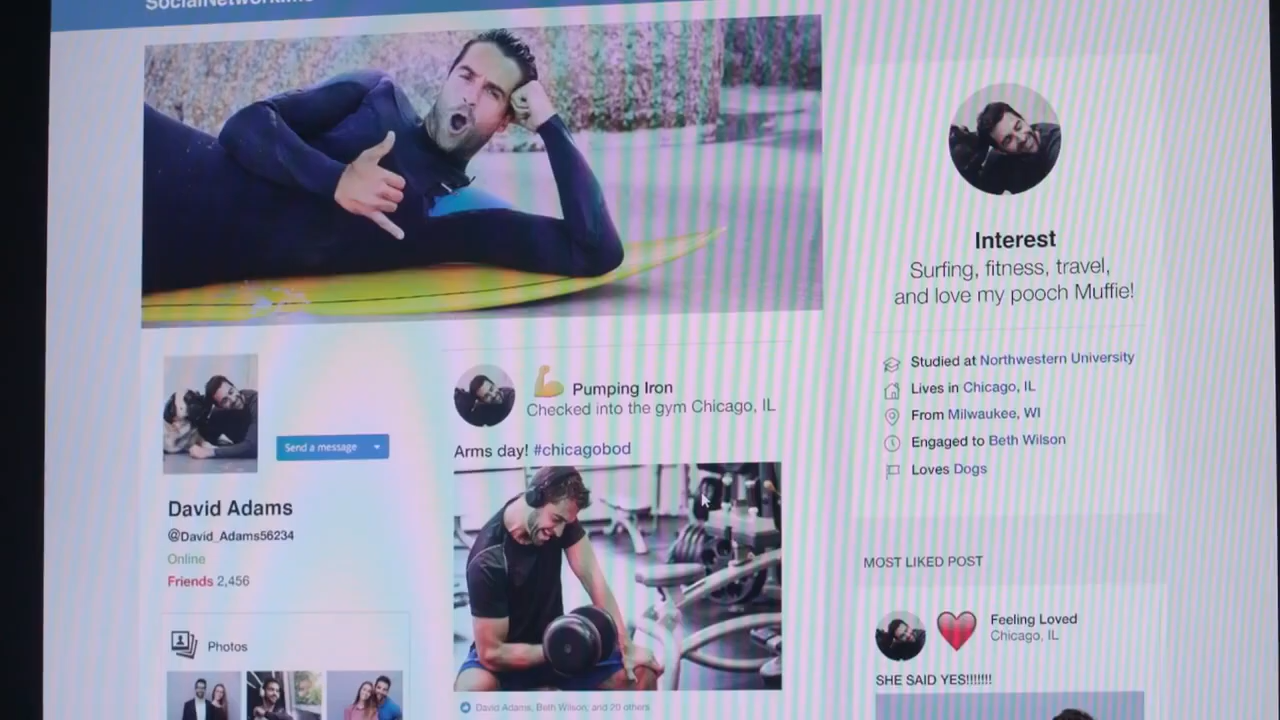 Interest
Surfing, fitness, travel,
and love my pooch Muffie!
Studied at Northwestern University
Lives in Chicago, IL
From Milwaukee, WI
Engaged to Beth Wilson
Loves Dogs
Send a message
David Adams
@David_Adams56234
Online
Friends 2,456
Photos
Pumping Iron
Checked into the gym Chicago, IL
Arms day! #chicagobod
David Adams, Beth Wilson, and 20 others
MOST LIKED POST
Feeling Loved
Chicago, IL
SHE SAID YES!!!!!!!